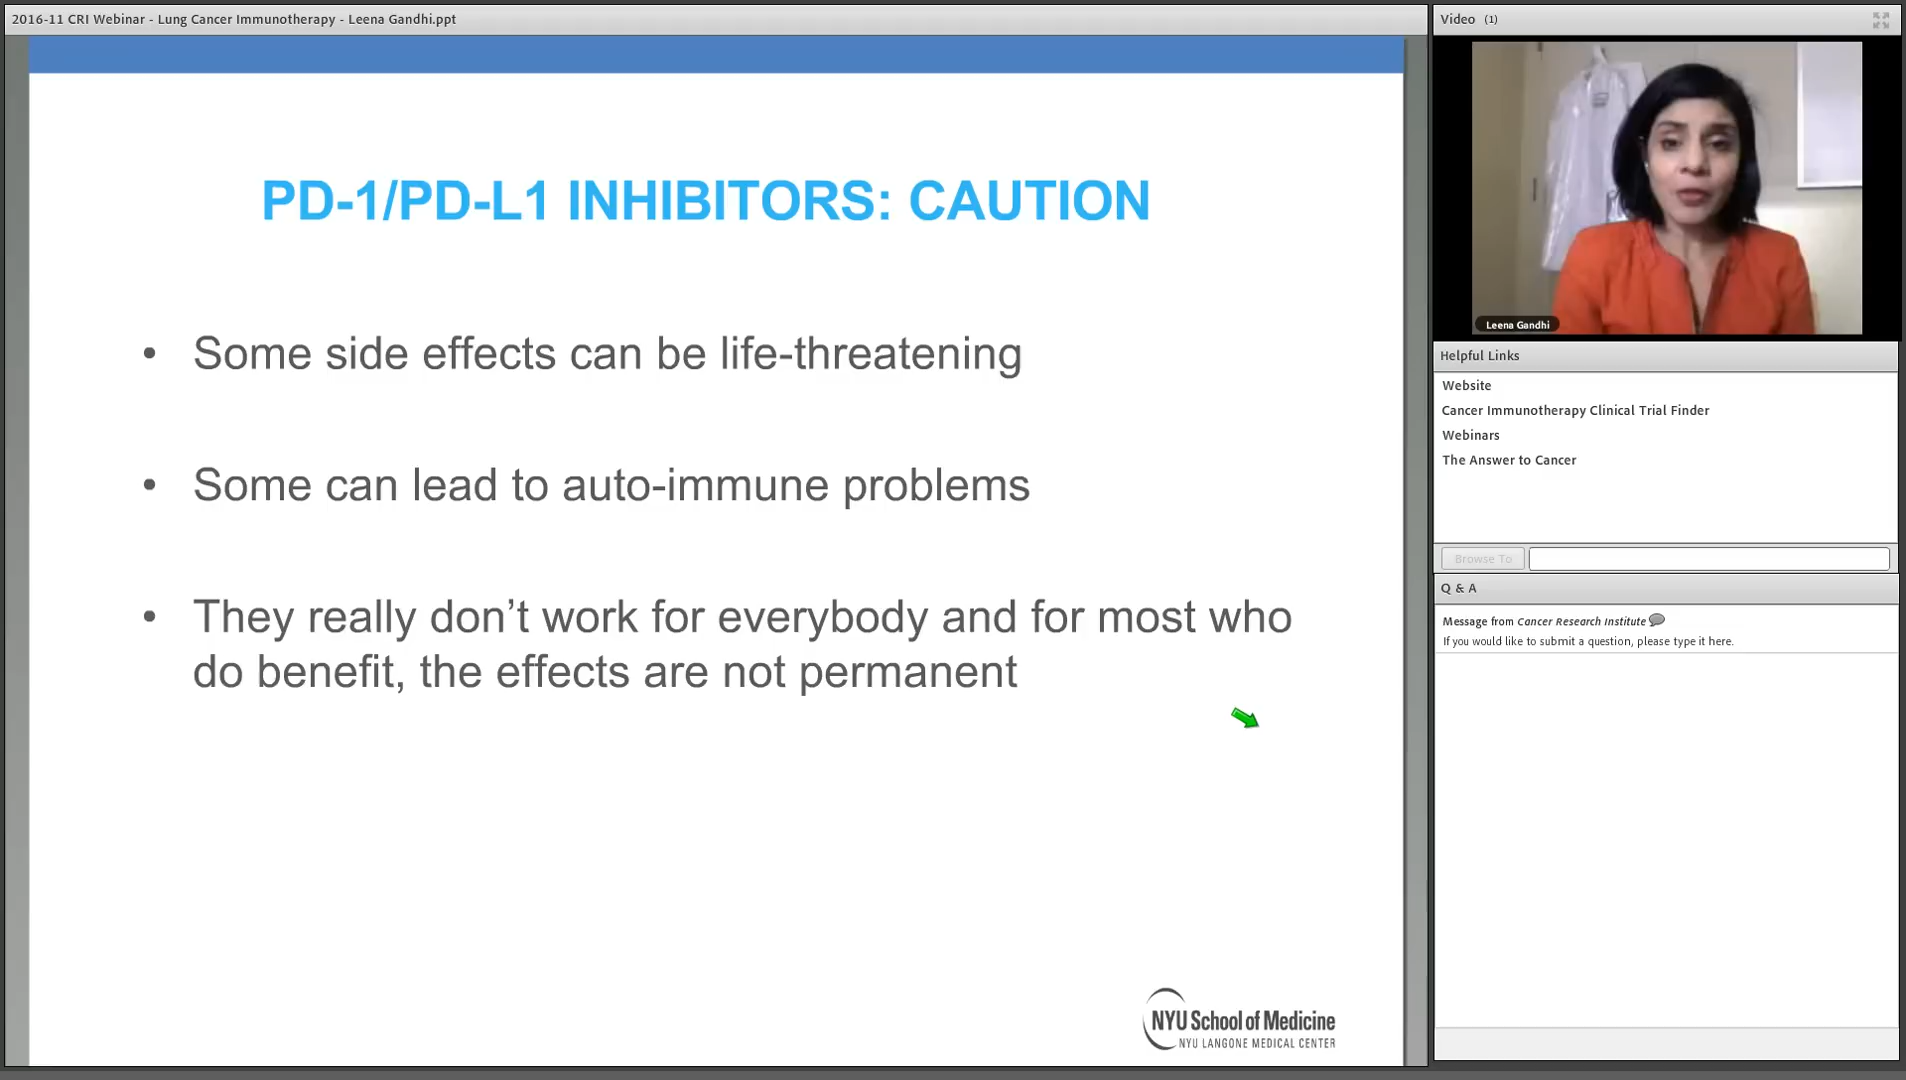 2016-11 CRI Webinar - Lung Cancer Immunotherapy - Leena Gandhi.ppt
PD-1/PD-L1 INHIBITORS: CAUTION
• Some side effects can be life-threatening
• Some can lead to auto-immune problems
• They really don’t work for everybody and for most who
do benefit, the effects are not permanent
NYU School of Medicine
NYU LANGONE MEDICAL CENTER
Video (1)
Leena Gandhi
Helpful Links
Website
Cancer Immunotherapy Clinical Trial Finder
Webinars
The Answer to Cancer
Browse To
Q & A
Message from Cancer Research Institute
If you would like to submit a question, please type it here.